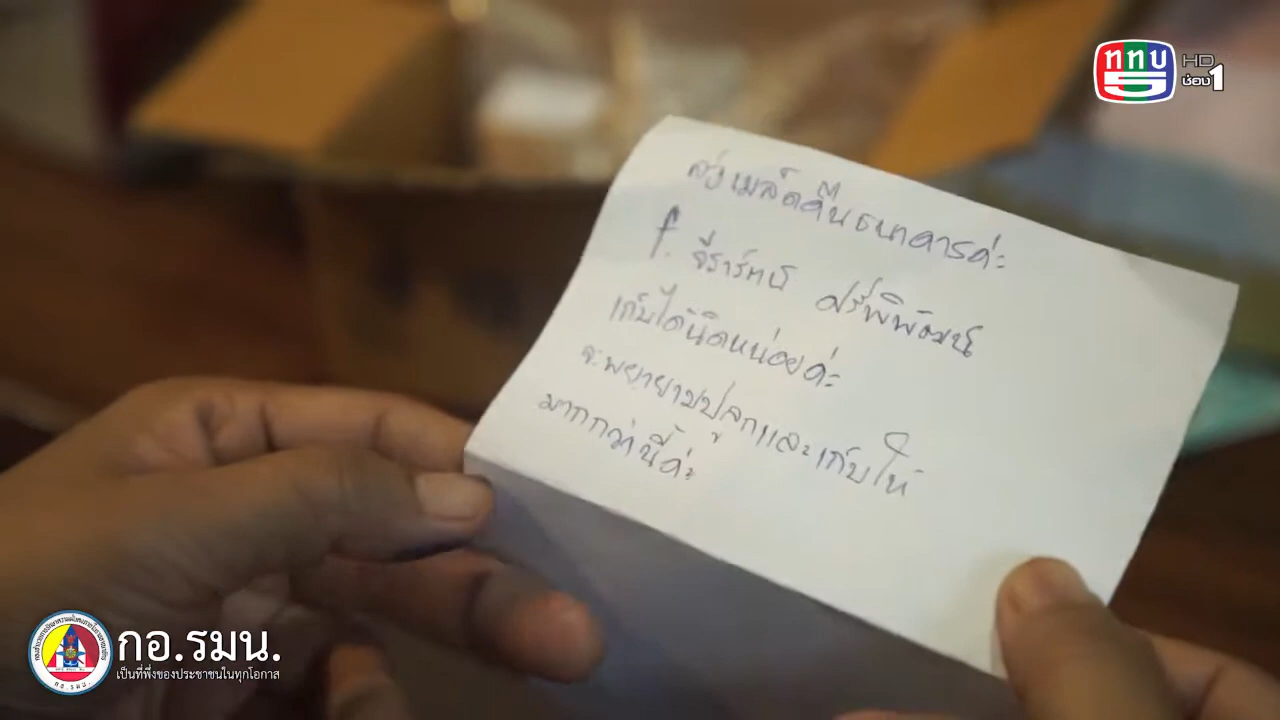 ททบ
5
HD
ช่อง1
ส่งเมล็ดคืนธนาคารค่ะ
f. จีรารัตน์ ศรีพิพัฒน์
เก็บได้นิดหน่อยค่ะ
จะพยายามปลูกและเก็บให้
มากกว่านี้ค่ะ
กอ.รมน.
เป็นที่พึ่งของประชาชนในทุกโอกาส
กอ.รมน.